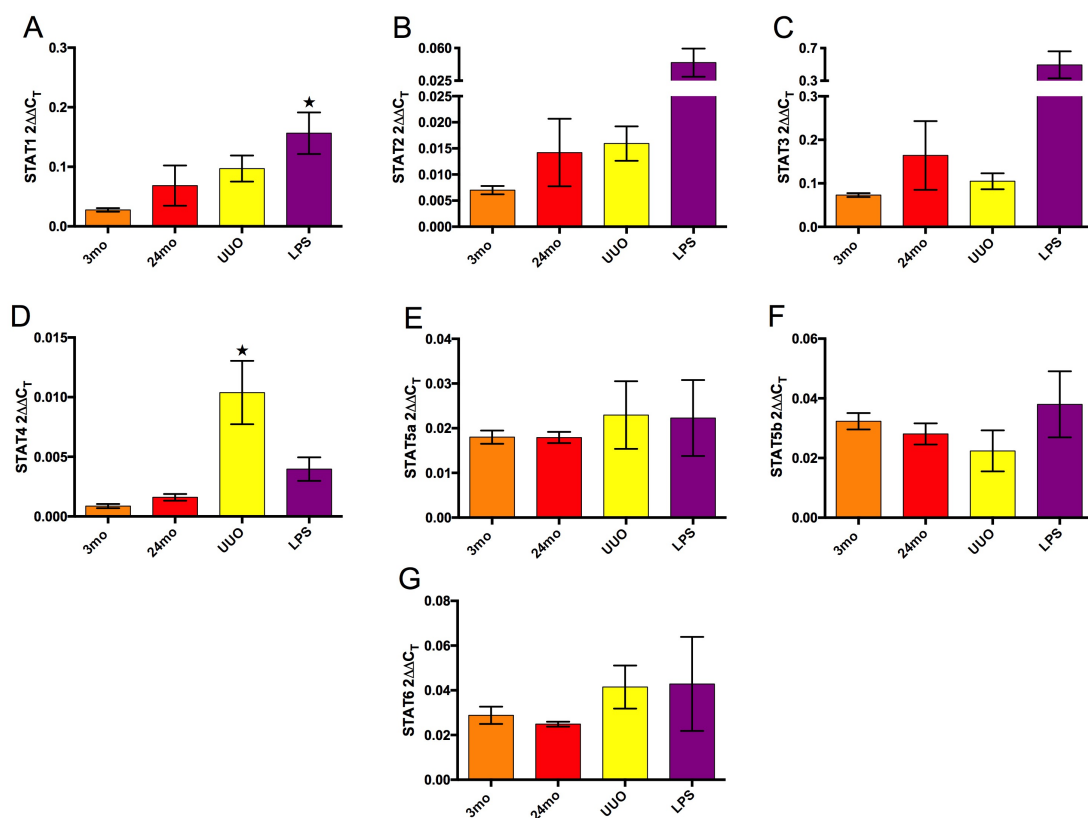 A
STAT1 2ΔΔCT
0.3
0.2
0.1
0.0
3mo
24mo
UUO
LPS
B
STAT2 2ΔΔCT
0.060
0.025
0.025
0.020
0.015
0.010
0.005
0.000
3mo
24mo
UUO
LPS
C
STAT3 2ΔΔCT
0.7
0.3
0.3
0.2
0.1
0.0
3mo
24mo
UUO
LPS
D
STAT4 2ΔΔCT
0.015
0.010
0.005
0.000
3mo
24mo
UUO
LPS
E
STAT5a 2ΔΔCT
0.04
0.03
0.02
0.01
0.00
3mo
24mo
UUO
LPS
F
STAT5b 2ΔΔCT
0.06
0.04
0.02
0.00
3mo
24mo
UUO
LPS
G
STAT6 2ΔΔCT
0.08
0.06
0.04
0.02
0.00
3mo
24mo
UUO
LPS